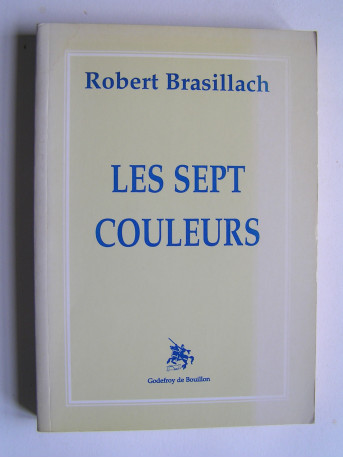 Robert Brasillach
LES SEPT
COULEURS
Godefroy de Bouillon